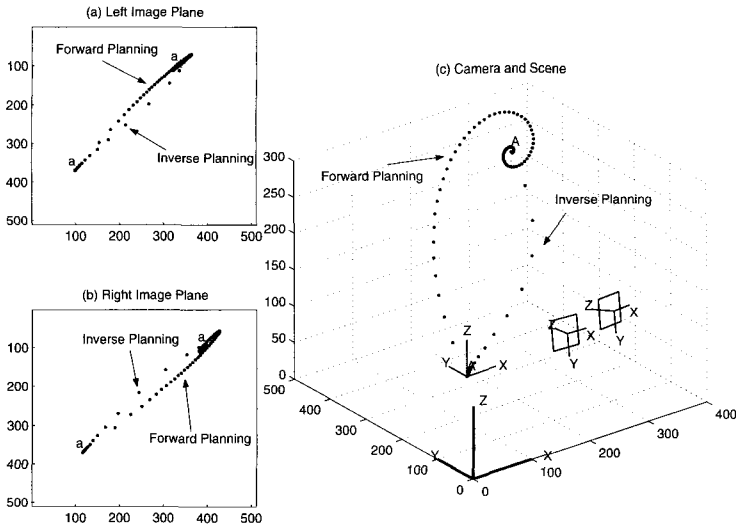 (a) Left Image Plane
Forward Planning
a
100
200
300
400
500
a
Inverse Planning
100 200 300 400 500
(b) Right Image Plane
Inverse Planning
a
100
200
300
400
500
a
Forward Planning
100 200 300 400 500
(c) Camera and Scene
A
Forward Planning
Inverse Planning
300
250
200
150
100
50
0
500
400
300
200
100
0
0
100
200
300
400
Z
Y
X
A
Z
X
Y
Z
X
Y
Z
Y
X